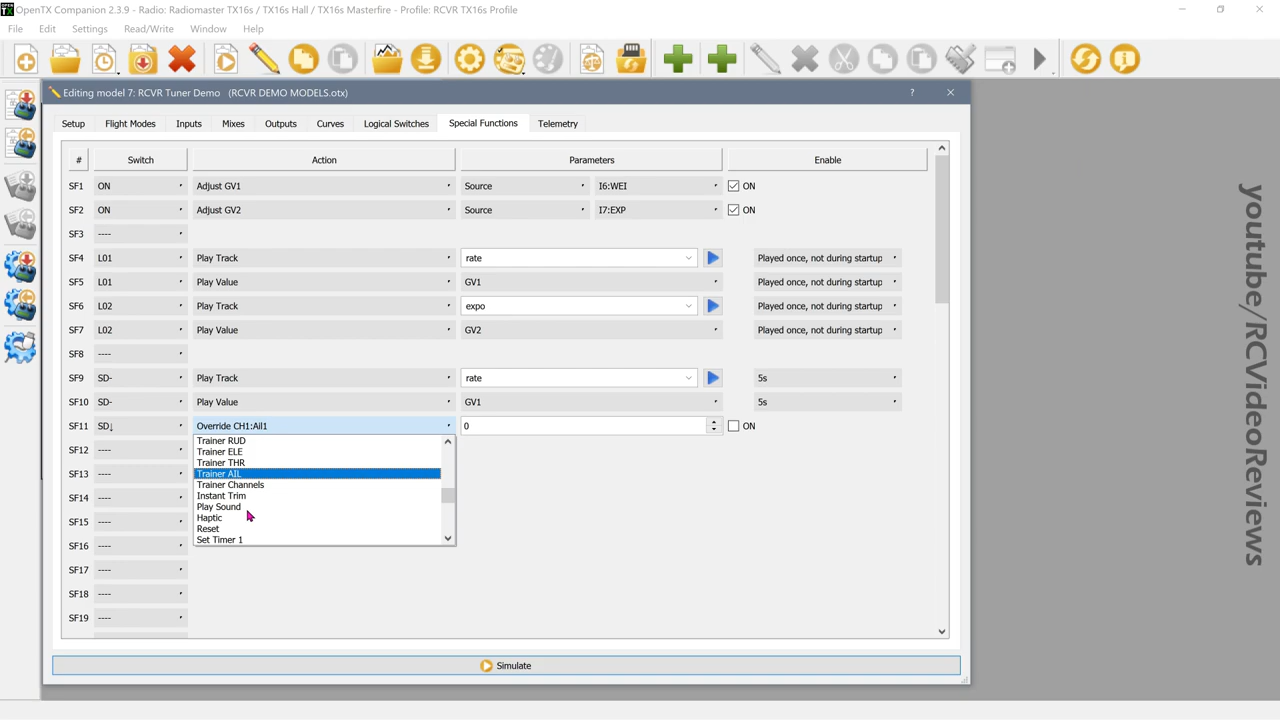 OPEN TX OpenTX Companion 2.3.9 - Radio: Radiomaster TX16s / TX16s Hall / TX16s Masterfire - Profile: RCVR TX16s Profile
File Edit Settings Read/Write Window Help
Editing model 7: RCVR Tuner Demo (RCVR DEMO MODELS.otx) ?
Setup Flight Modes Inputs Mixes Outputs Curves Logical Switches Special Functions Telemetry
# Switch Action Parameters Enable
SF1 ON Adjust GV1 Source I6:WEI ON
SF2 ON Adjust GV2 Source I7:EXP ON
SF3 ----
SF4 L01 Play Track rate Played once, not during startup
SF5 L01 Play Value GV1 Played once, not during startup
SF6 L02 Play Track expo Played once, not during startup
SF7 L02 Play Value GV2 Played once, not during startup
SF8 ----
SF9 SD- Play Track rate 5s
SF10 SD- Play Value GV1 5s
SF11 SD↓ Override CH1:Ail1 0 ON
Trainer RUD
SF12 ---- Trainer ELE
Trainer THR
SF13 ---- Trainer AIL
Trainer Channels
SF14 ---- Instant Trim
Play Sound
SF15 ---- Haptic
Reset
SF16 ---- Set Timer 1
SF17 ----
SF18 ----
SF19 ----
Simulate
youtube/RCVideoReviews